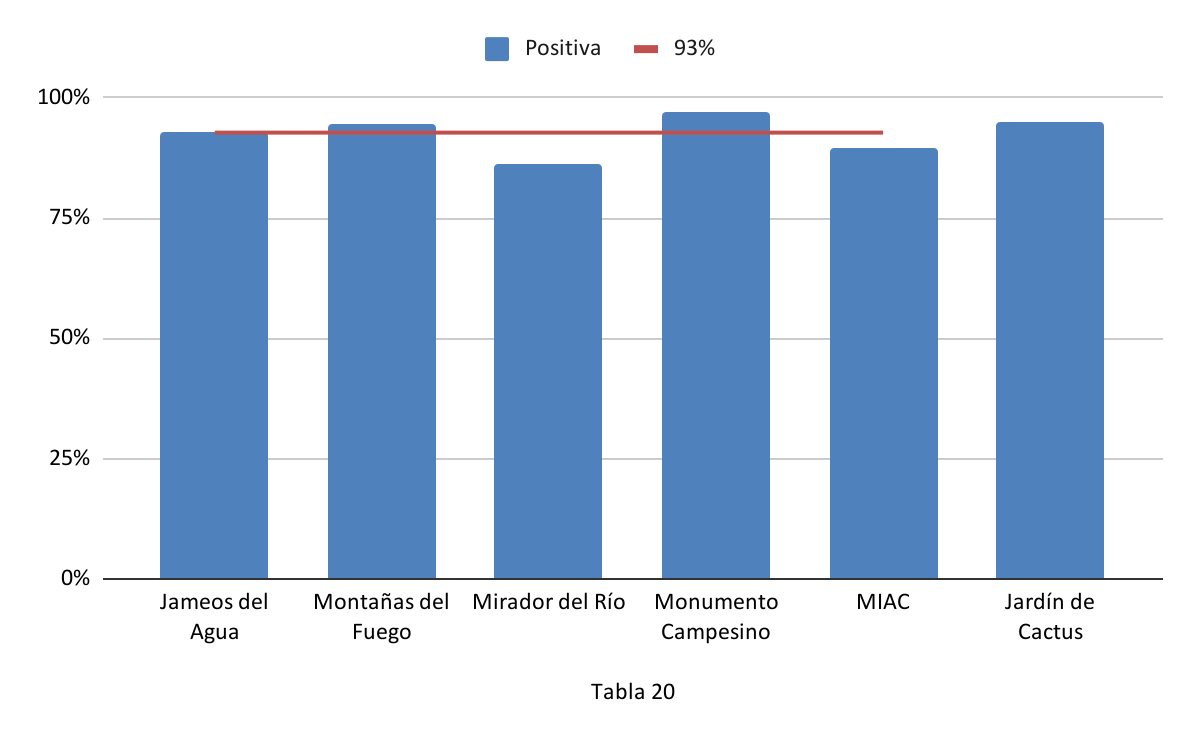 Positiva 93%
100%
75%
50%
25%
0%
Jameos del Agua
Montañas del Fuego
Mirador del Río
Monumento Campesino
MIAC
Jardín de Cactus
Tabla 20